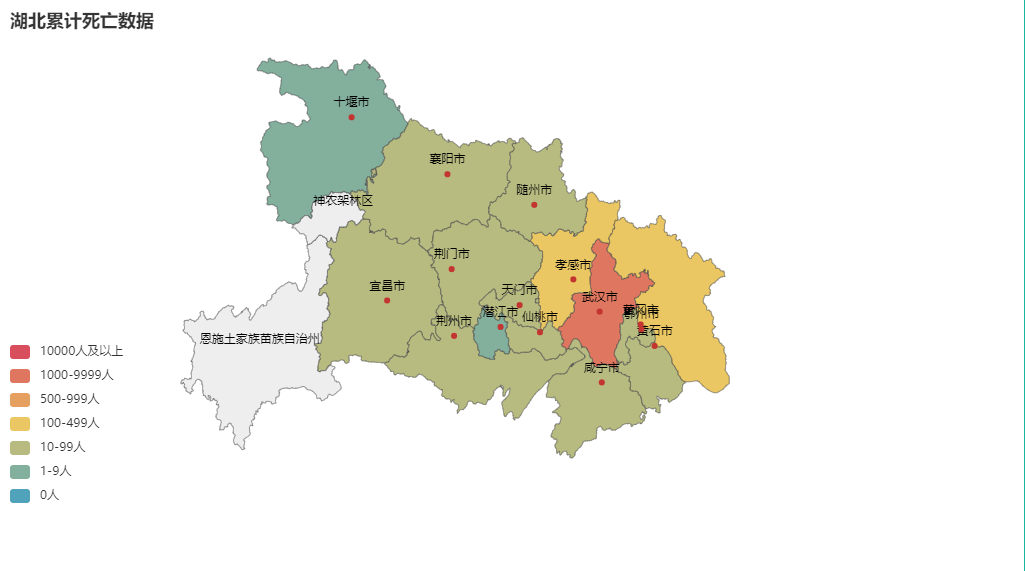 湖北累计死亡数据
十堰市
襄阳市
随州市
神农架林区
荆门市
孝感市
宜昌市
天门市
武汉市
潜江市
仙桃市
荆州市
鄂州市
黄石市
恩施土家族苗族自治州
咸宁市
10000人及以上
1000-9999人
500-999人
100-499人
10-99人
1-9人
0人